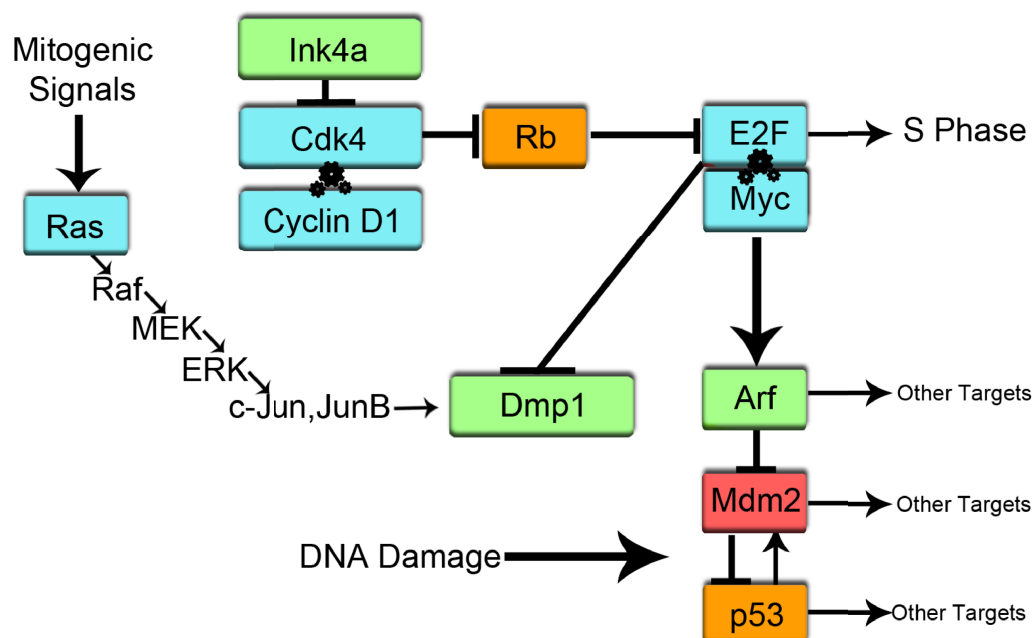 Mitogenic
Signals
Ink4a
Cdk4
Rb
E2F
S Phase
Cyclin D1
Myc
Ras
Raf
MEK
ERK
c-Jun,JunB
Dmp1
Arf
Other Targets
Mdm2
Other Targets
DNA Damage
p53
Other Targets